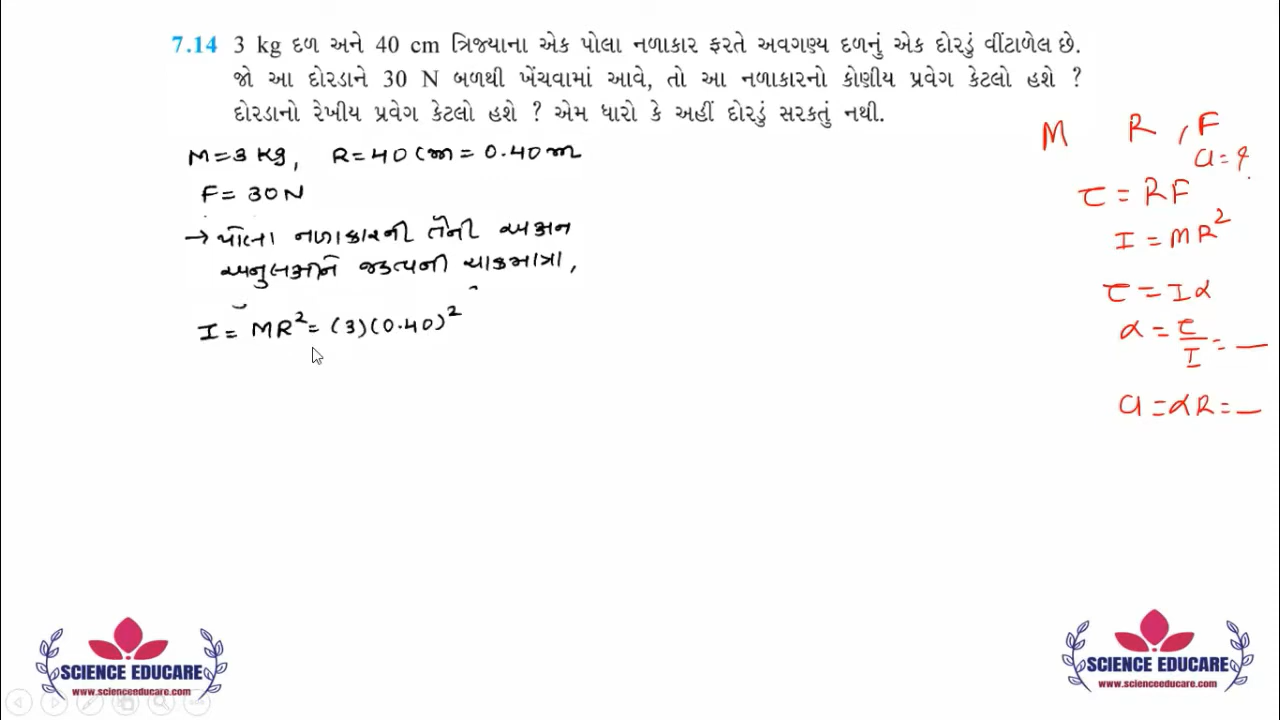 7.14 3 kg દળ અને 40 cm ત્રિજ્યાના એક પોલા નળાકાર ફરતે અવગણ્ય દળનું એક દોરડું વીંટાળેલ છે.
જો આ દોરડાને 30 N બળથી ખેંચવામાં આવે, તો આ નળાકારનો કોણીય પ્રવેગ કેટલો હશે ?
દોરડાનો રેખીય પ્રવેગ કેટલો હશે ? એમ ધારો કે અહીં દોરડું સરકતું નથી.
M = 3 kg, R = 40 cm = 0.40 m
F = 30 N
→ પોલા નળાકારની તેની અક્ષને
અનુલક્ષીને જડત્વની ચાકમાત્રા,
I = MR² = (3)(0.40)²
M R , F
a = ?
τ = RF
I = MR²
τ = Iα
α = τ/I = —
a = αR = —
SCIENCE EDUCARE
www.scienceeducare.com
SCIENCE EDUCARE
www.scienceeducare.com